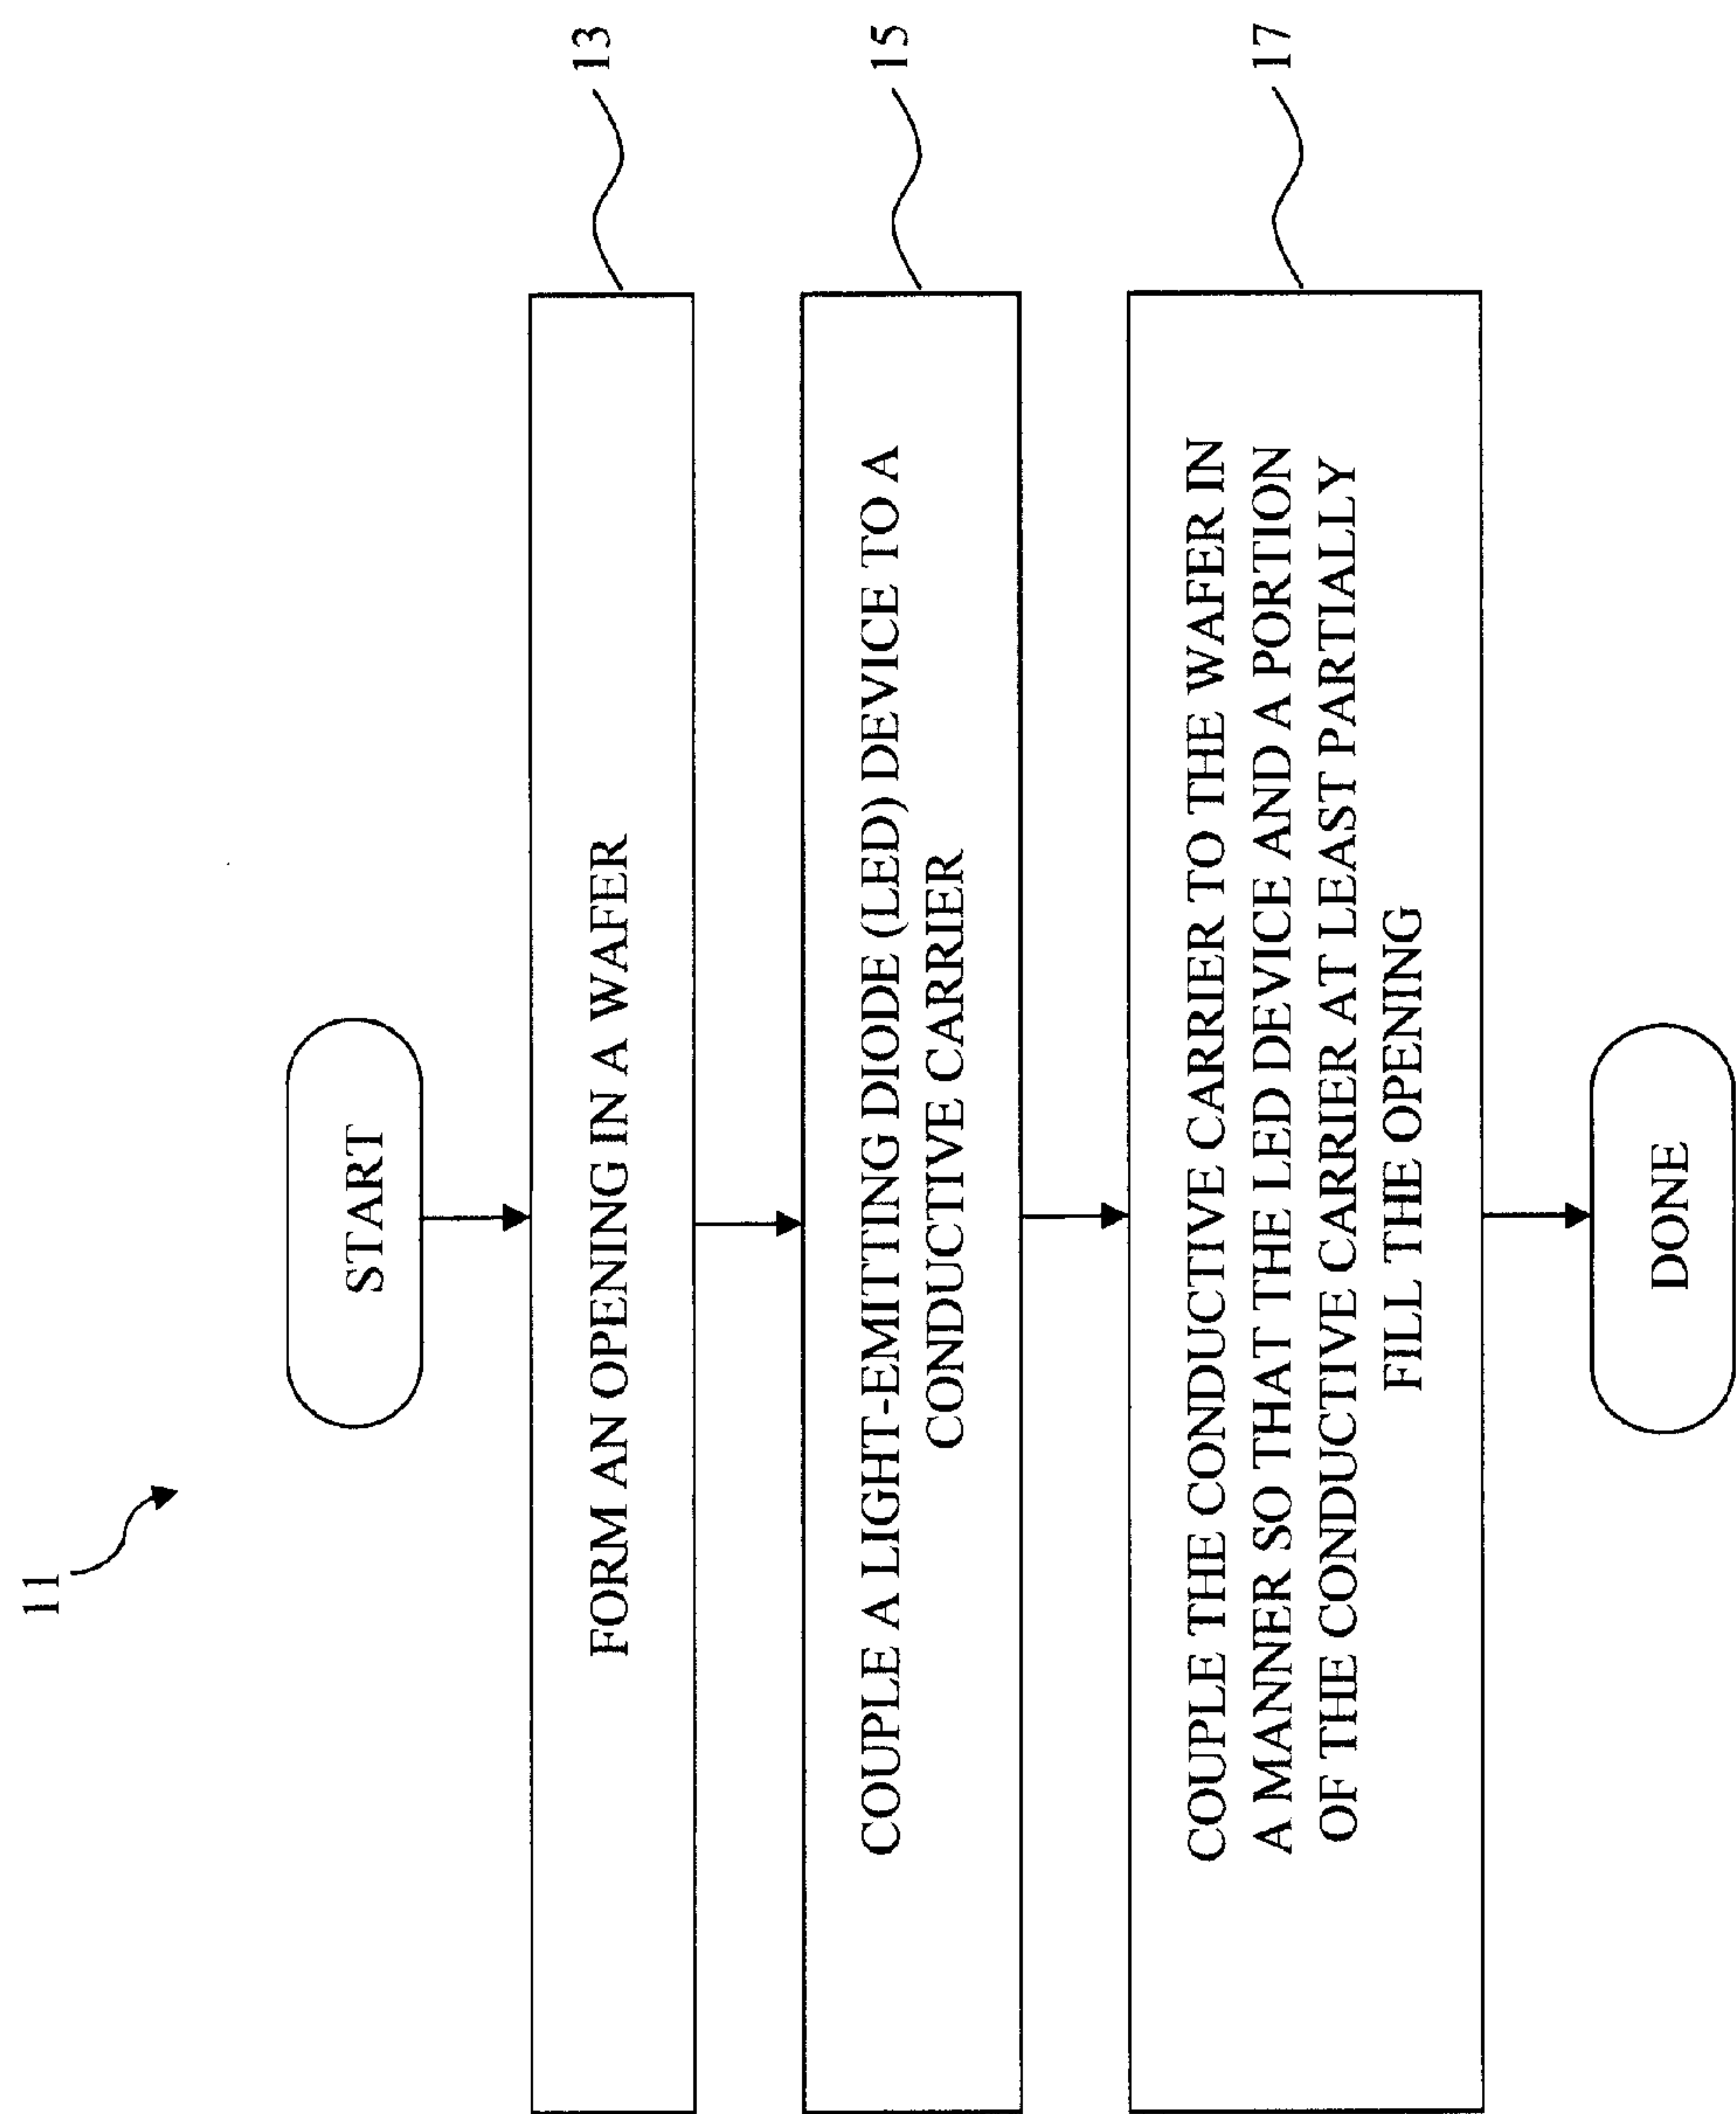 11
START
FORM AN OPENING IN A WAFER
13
COUPLE A LIGHT-EMITTING DIODE (LED) DEVICE TO A
CONDUCTIVE CARRIER
15
COUPLE THE CONDUCTIVE CARRIER TO THE WAFER IN
A MANNER SO THAT THE LED DEVICE AND A PORTION
OF THE CONDUCTIVE CARRIER AT LEAST PARTIALLY
FILL THE OPENING
17
DONE